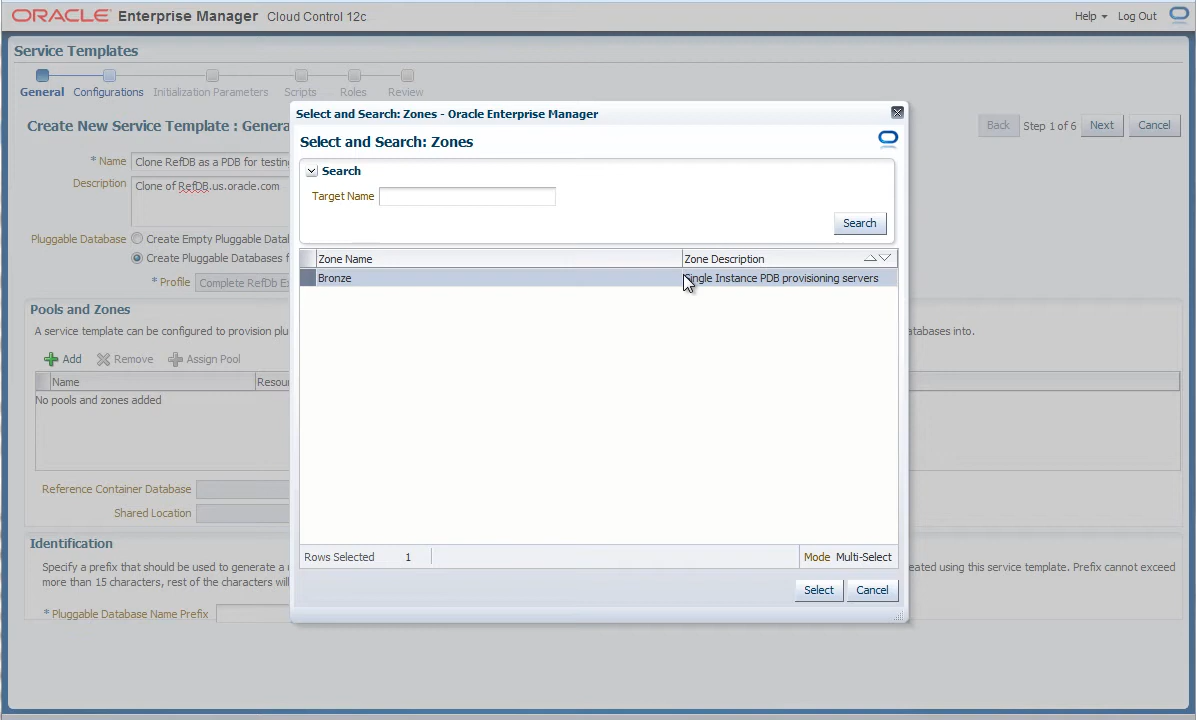 ORACLE Enterprise Manager Cloud Control 12c
Help Log Out
Service Templates
General Configurations Initialization Parameters Scripts Roles Review
Create New Service Template : Genera
Back Step 1 of 6 Next Cancel
* Name Clone RefDB as a PDB for testing
Description Clone of RefDB.us.oracle.com
Pluggable Database Create Empty Pluggable Datab
Create Pluggable Databases f
* Profile Complete RefDb Ex
Pools and Zones
A service template can be configured to provision plu
atabases into.
Add Remove Assign Pool
Name Resour
No pools and zones added
Reference Container Database
Shared Location
Identification
Specify a prefix that should be used to generate a
eated using this service template. Prefix cannot exceed
more than 15 characters, rest of the characters will
* Pluggable Database Name Prefix
Select and Search: Zones - Oracle Enterprise Manager
Select and Search: Zones
Search
Target Name
Search
Zone Name Zone Description
Bronze Single Instance PDB provisioning servers
Rows Selected 1 Mode Multi-Select
Select Cancel